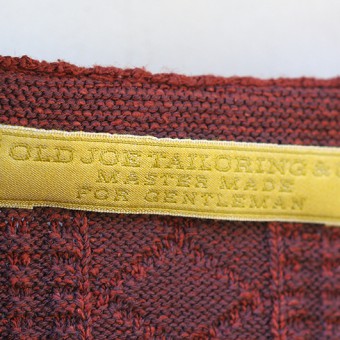 OLD JOE TAILORING &
MASTER MADE
FOR GENTLEMAN